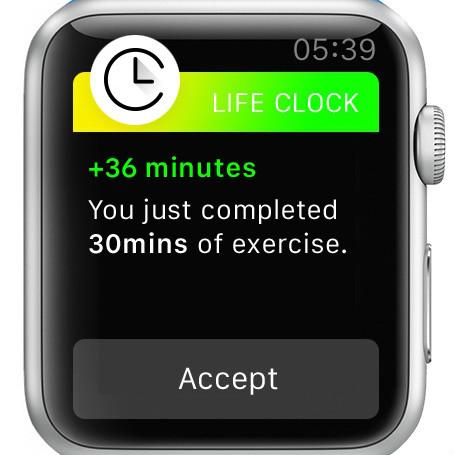 05:39
LIFE CLOCK
+36 minutes
You just completed
30mins of exercise.
Accept